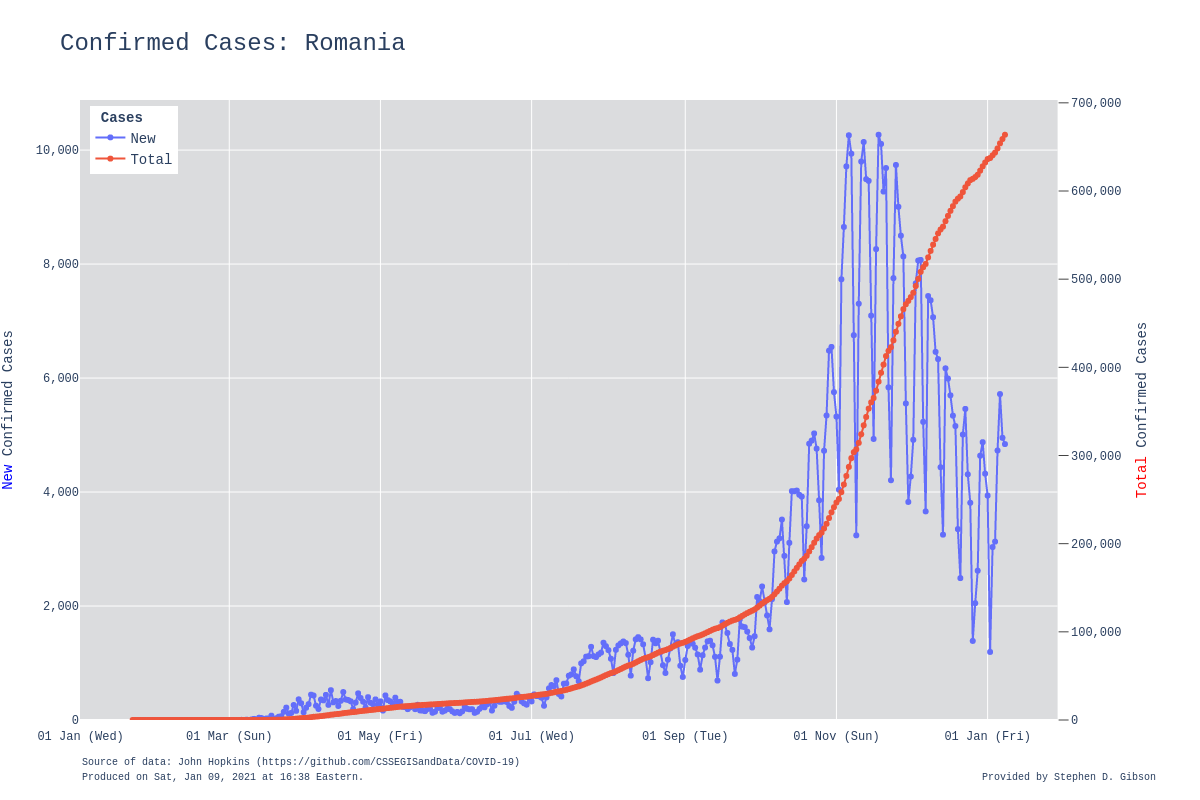 Confirmed Cases: Romania
Cases
New
Total
10,000
8,000
6,000
4,000
2,000
0
New Confirmed Cases
700,000
600,000
500,000
400,000
300,000
200,000
100,000
0
Total Confirmed Cases
01 Jan (Wed)
01 Mar (Sun)
01 May (Fri)
01 Jul (Wed)
01 Sep (Tue)
01 Nov (Sun)
01 Jan (Fri)
Source of data: John Hopkins (https://github.com/CSSEGISandData/COVID-19)
Produced on Sat, Jan 09, 2021 at 16:38 Eastern.
Provided by Stephen D. Gibson